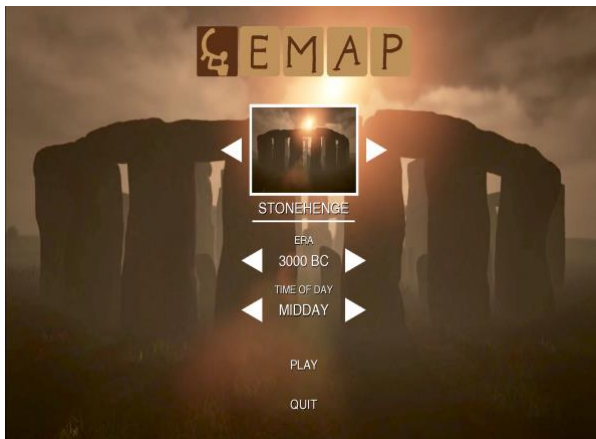 EMAP
STONEHENGE
ERA
3000 BC
TIME OF DAY
MIDDAY
PLAY
QUIT